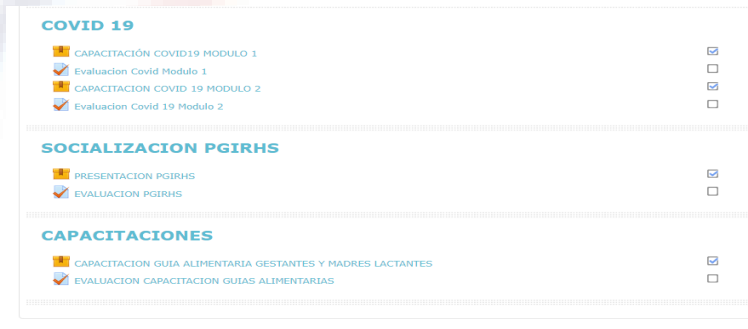 COVID 19
CAPACITACIÓN COVID19 MODULO 1
Evaluacion Covid Modulo 1
CAPACITACION COVID 19 MODULO 2
Evaluacion Covid 19 Modulo 2
SOCIALIZACION PGIRHS
PRESENTACION PGIRHS
EVALUACION PGIRHS
CAPACITACIONES
CAPACITACION GUIA ALIMENTARIA GESTANTES Y MADRES LACTANTES
EVALUACION CAPACITACION GUIAS ALIMENTARIAS